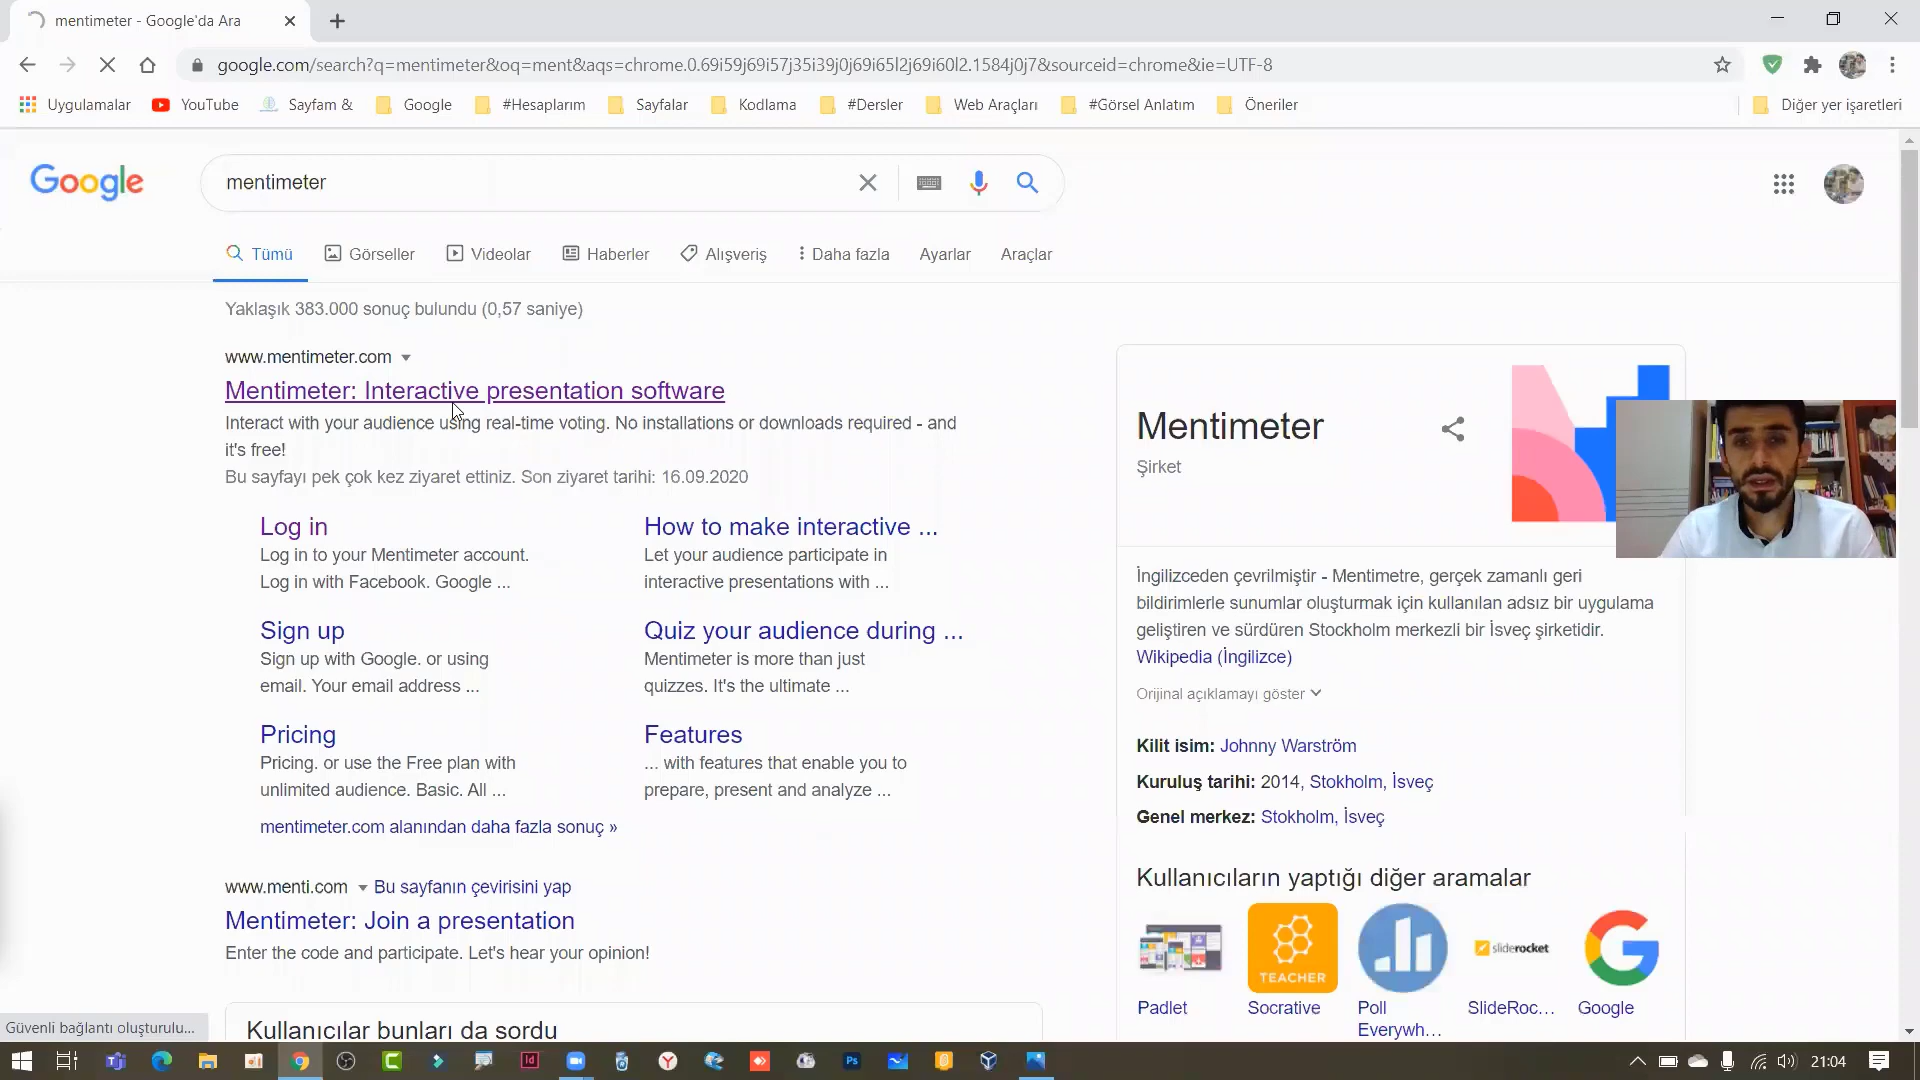 mentimeter - Google'da Ara
google.com/search?q=mentimeter&oq=ment&aqs=chrome.0.69i59j69i57j35i39j0j69i65l2j69i60l2.1584j0j7&sourceid=chrome&ie=UTF-8
Uygulamalar YouTube Sayfam & Google #Hesaplarım Sayfalar Kodlama #Dersler Web Araçları #Görsel Anlatım Öneriler Diğer yer işaretleri
Google mentimeter
Tümü Görseller Videolar Haberler Alışveriş Daha fazla Ayarlar Araçlar
Yaklaşık 383.000 sonuç bulundu (0,57 saniye)
www.mentimeter.com
Mentimeter: Interactive presentation software
Interact with your audience using real-time voting. No installations or downloads required - and
it's free!
Bu sayfayı pek çok kez ziyaret ettiniz. Son ziyaret tarihi: 16.09.2020
Log in
Log in to your Mentimeter account.
Log in with Facebook. Google ...
How to make interactive ...
Let your audience participate in
interactive presentations with ...
Sign up
Sign up with Google. or using
email. Your email address ...
Quiz your audience during ...
Mentimeter is more than just
quizzes. It's the ultimate ...
Pricing
Pricing. or use the Free plan with
unlimited audience. Basic. All ...
Features
... with features that enable you to
prepare, present and analyze ...
mentimeter.com alanından daha fazla sonuç »
www.menti.com Bu sayfanın çevirisini yap
Mentimeter: Join a presentation
Enter the code and participate. Let's hear your opinion!
Kullanıcılar bunları da sordu
Mentimeter
Şirket
İngilizceden çevrilmiştir - Mentimetre, gerçek zamanlı geri
bildirimlerle sunumlar oluşturmak için kullanılan adsız bir uygulama
geliştiren ve sürdüren Stockholm merkezli bir İsveç şirketidir.
Wikipedia (İngilizce)
Orijinal açıklamayı göster
Kilit isim: Johnny Warström
Kuruluş tarihi: 2014, Stokholm, İsveç
Genel merkez: Stokholm, İsveç
Kullanıcıların yaptığı diğer aramalar
TEACHER
sliderocket
Padlet Socrative Poll SlideRoc... Google
Everywh...
Güvenli bağlantı oluşturulu...
Id
Ps
21:04